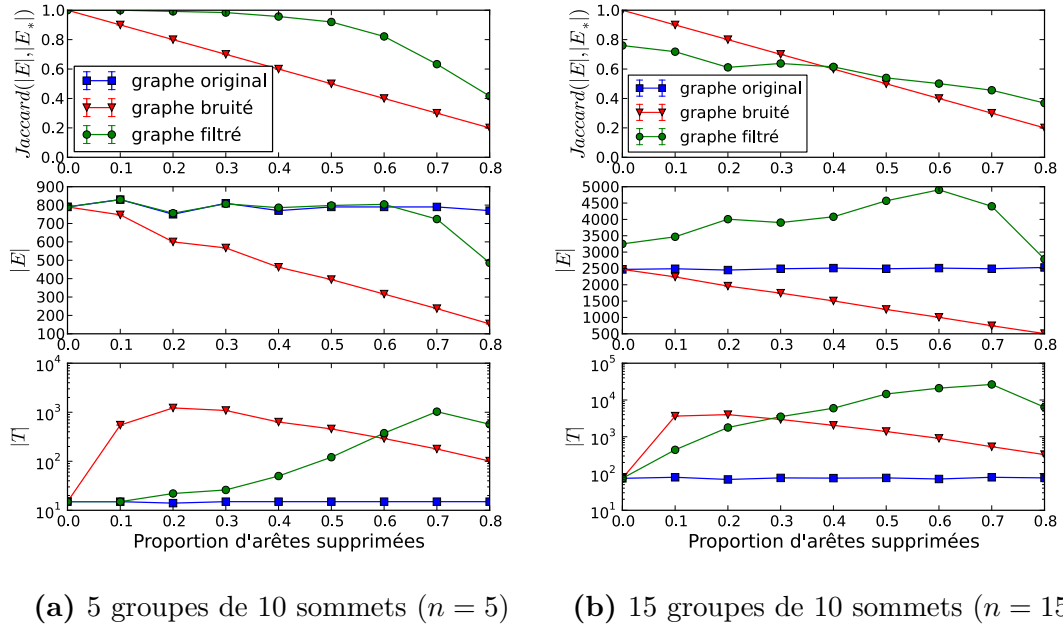 1.0
0.8
0.6
0.4
0.2
0.0
Jaccard(|E|,|E_*|)
graphe original
graphe bruité
graphe filtré
0.0 0.1 0.2 0.3 0.4 0.5 0.6 0.7 0.8
900
800
700
600
500
400
300
200
100
|E|
0.0 0.1 0.2 0.3 0.4 0.5 0.6 0.7 0.8
10^4
10^3
10^2
10^1
|T|
0.0 0.1 0.2 0.3 0.4 0.5 0.6 0.7 0.8
Proportion d'arêtes supprimées
(a) 5 groupes de 10 sommets (n = 5)
1.0
0.8
0.6
0.4
0.2
0.0
Jaccard(|E|,|E_*|)
graphe original
graphe bruité
graphe filtré
0.0 0.1 0.2 0.3 0.4 0.5 0.6 0.7 0.8
5000
4500
4000
3500
3000
2500
2000
1500
1000
500
|E|
0.0 0.1 0.2 0.3 0.4 0.5 0.6 0.7 0.8
10^5
10^4
10^3
10^2
10^1
10^0
|T|
0.0 0.1 0.2 0.3 0.4 0.5 0.6 0.7 0.8
Proportion d'arêtes supprimées
(b) 15 groupes de 10 sommets (n = 15